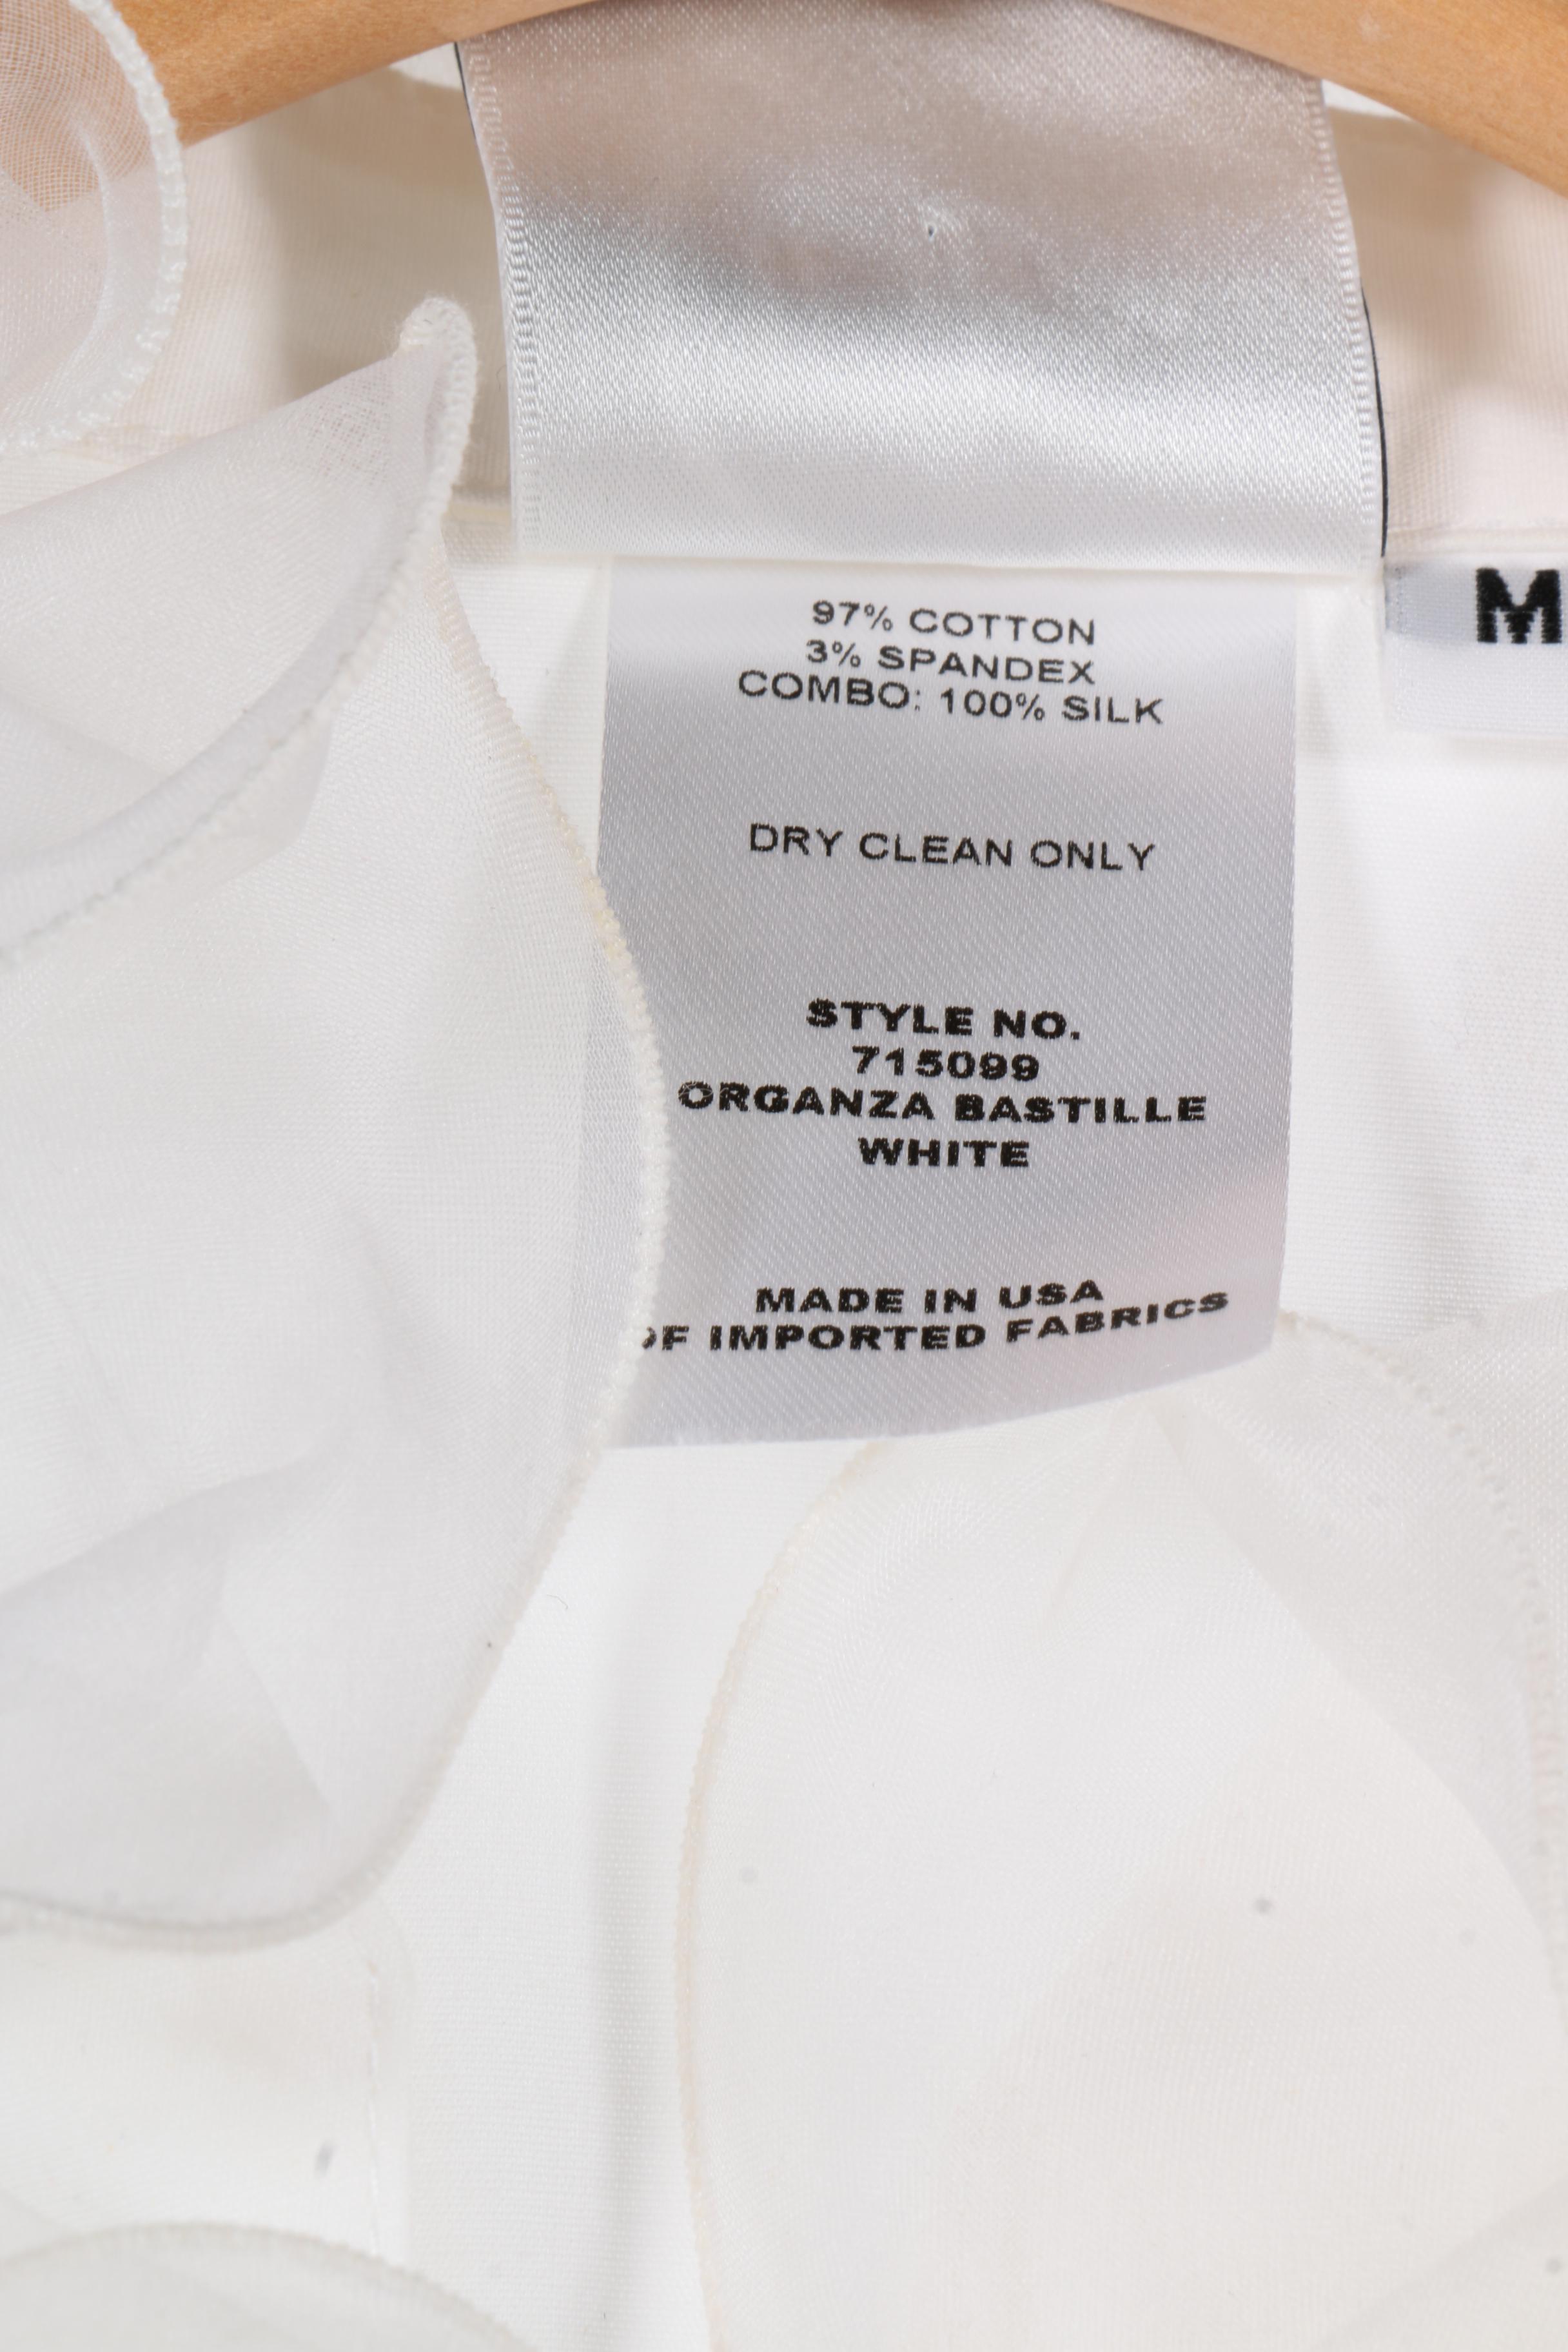 97% COTTON
3% SPANDEX
COMBO: 100% SILK
DRY CLEAN ONLY
STYLE NO.
715099
ORGANZA BASTILLE
WHITE
MADE IN USA
OF IMPORTED FABRICS
M